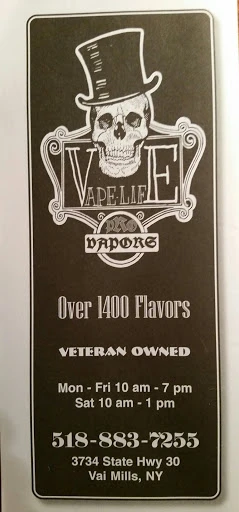 VAPE-LIFE
pRo
VAPORS
Over 1400 Flavors
VETERAN OWNED
Mon - Fri 10 am - 7 pm
Sat 10 am - 1 pm
518-883-7255
3734 State Hwy 30
Vai Mills, NY